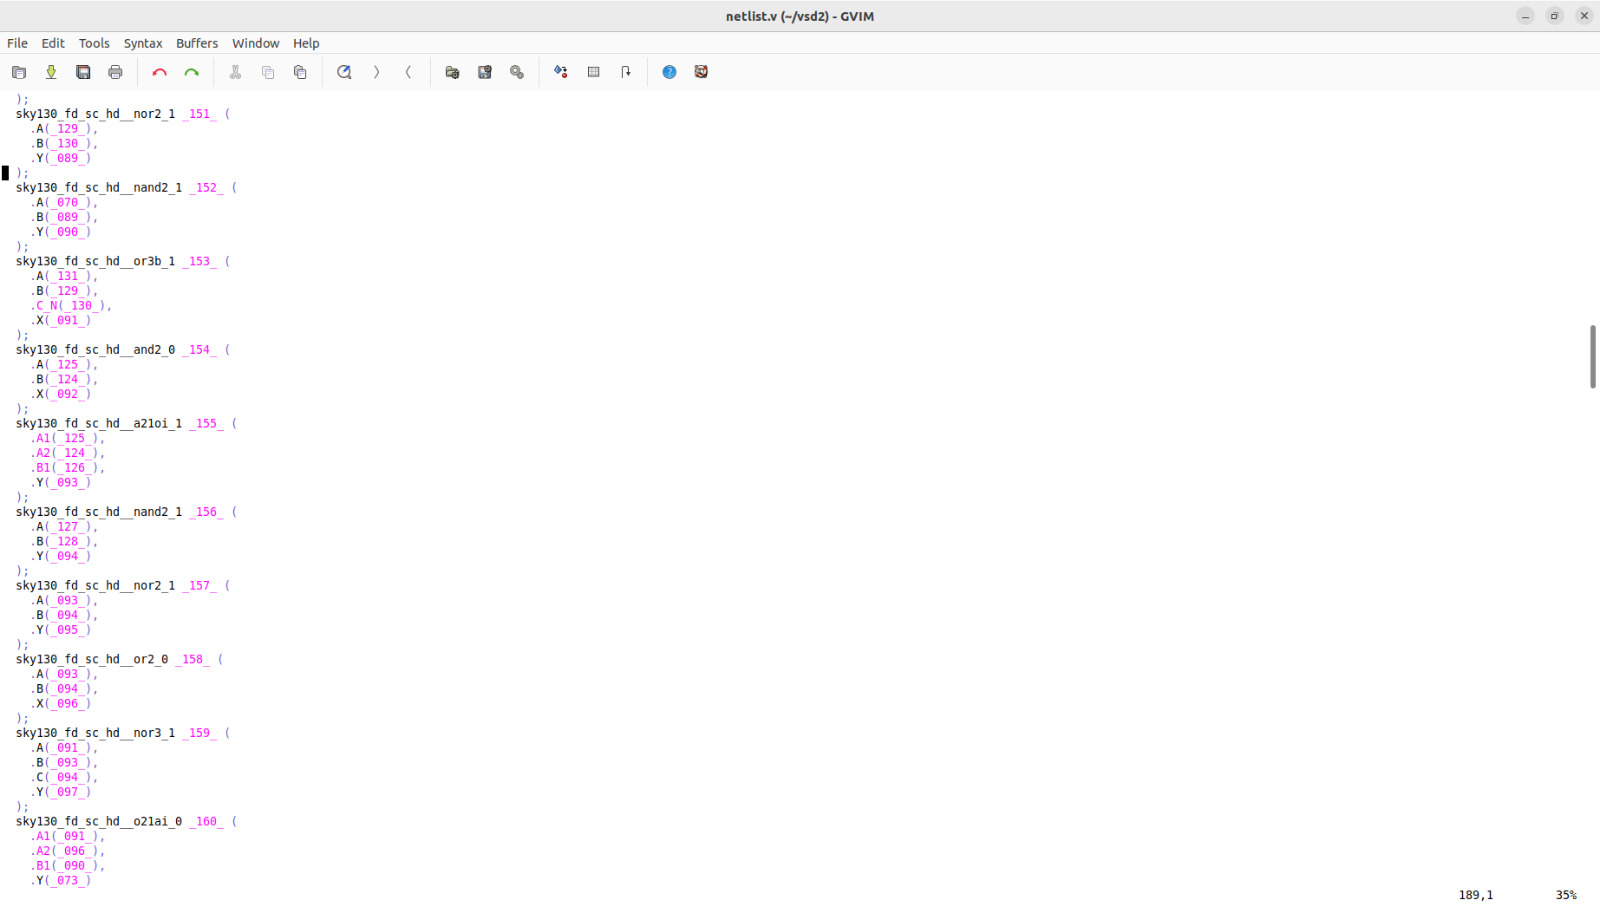 netlist.v (~/vsd2) - GVIM
File Edit Tools Syntax Buffers Window Help
);
sky130_fd_sc_hd__nor2_1 _151_ (
.A(_129_),
.B(_130_),
.Y(_089_)
);
sky130_fd_sc_hd__nand2_1 _152_ (
.A(_070_),
.B(_089_),
.Y(_090_)
);
sky130_fd_sc_hd__or3b_1 _153_ (
.A(_131_),
.B(_129_),
.C_N(_130_),
.X(_091_)
);
sky130_fd_sc_hd__and2_0 _154_ (
.A(_125_),
.B(_124_),
.X(_092_)
);
sky130_fd_sc_hd__a21oi_1 _155_ (
.A1(_125_),
.A2(_124_),
.B1(_126_),
.Y(_093_)
);
sky130_fd_sc_hd__nand2_1 _156_ (
.A(_127_),
.B(_128_),
.Y(_094_)
);
sky130_fd_sc_hd__nor2_1 _157_ (
.A(_093_),
.B(_094_),
.Y(_095_)
);
sky130_fd_sc_hd__or2_0 _158_ (
.A(_093_),
.B(_094_),
.X(_096_)
);
sky130_fd_sc_hd__nor3_1 _159_ (
.A(_091_),
.B(_093_),
.C(_094_),
.Y(_097_)
);
sky130_fd_sc_hd__o21ai_0 _160_ (
.A1(_091_),
.A2(_096_),
.B1(_090_),
.Y(_073_)
189,1 35%